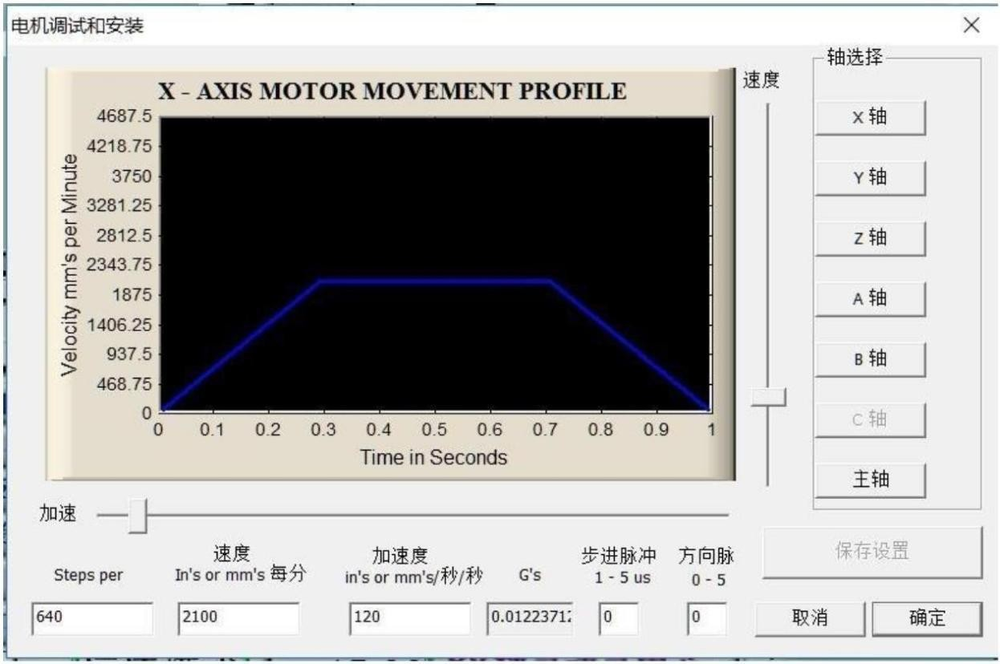 电机调试和安装
X - AXIS MOTOR MOVEMENT PROFILE
Velocity mm's per Minute
4687.5
4218.75
3750
3281.25
2812.5
2343.75
1875
1406.25
937.5
468.75
0
0 0.1 0.2 0.3 0.4 0.5 0.6 0.7 0.8 0.9 1
Time in Seconds
速度
轴选择
X 轴
Y 轴
Z 轴
A 轴
B 轴
C 轴
主轴
加速
Steps per
640
速度
In's or mm's 每分
2100
加速度
in's or mm's/秒/秒
120
G's
0.0122371
步进脉冲
1 - 5 us
0
方向脉
0 - 5
0
保存设置
取消
确定